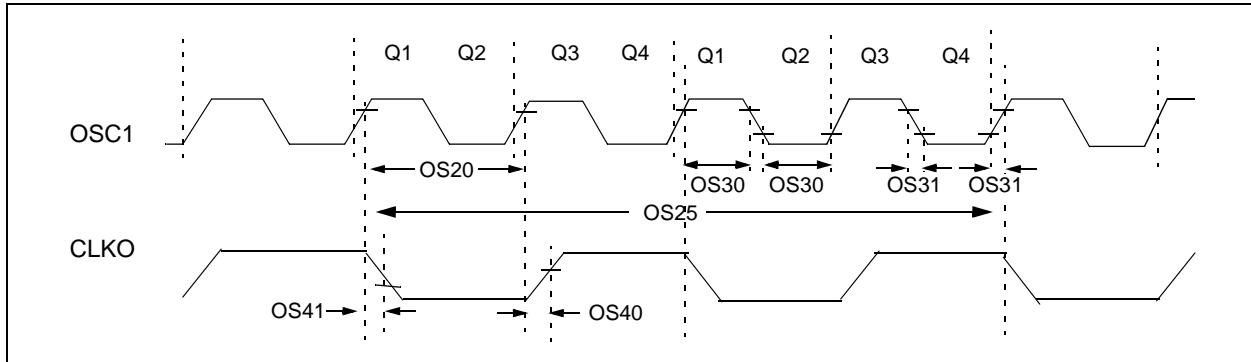 Q1 Q2 Q3 Q4 Q1 Q2 Q3 Q4
OSC1
OS20 OS30 OS30 OS31 OS31
OS25
CLKO
OS41 OS40